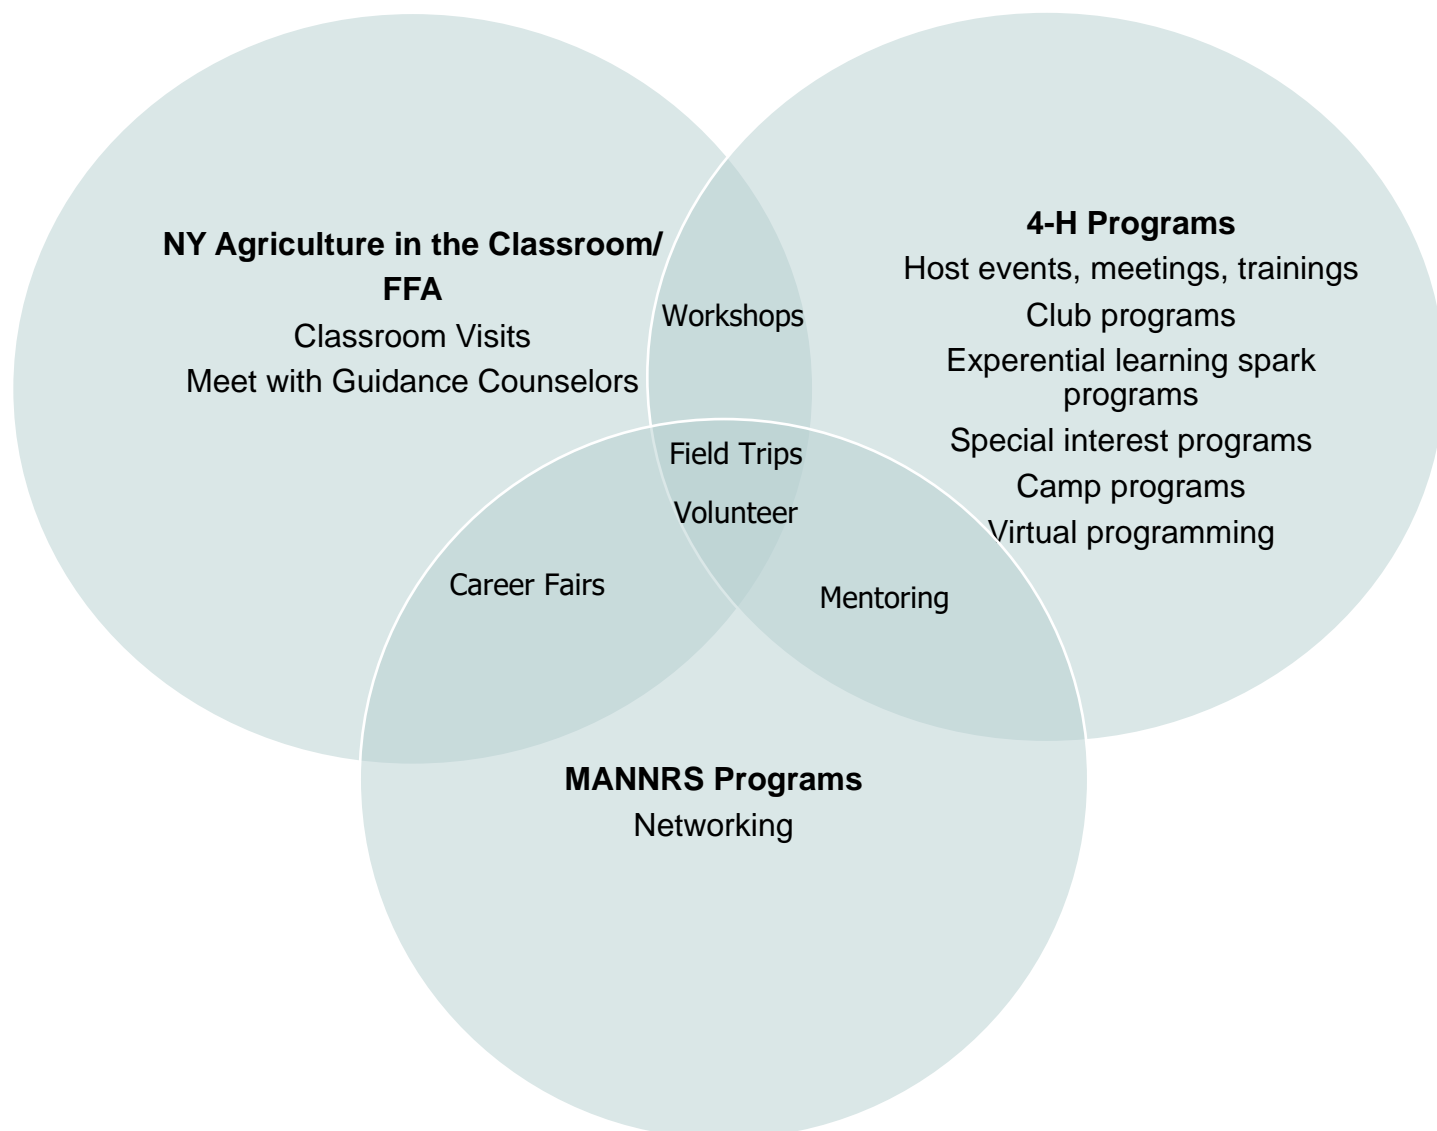 NY Agriculture in the Classroom/
FFA
Classroom Visits
Meet with Guidance Counselors
Workshops
4-H Programs
Host events, meetings, trainings
Club programs
Experential learning spark
programs
Special interest programs
Camp programs
Virtual programming
Field Trips
Volunteer
Career Fairs
Mentoring
MANNRS Programs
Networking